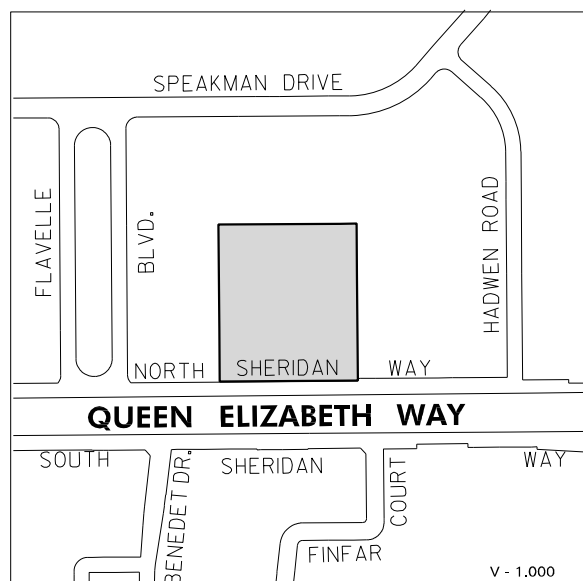 SPEAKMAN DRIVE
FLAVELLE
BLVD.
HADWEN ROAD
NORTH SHERIDAN WAY
QUEEN ELIZABETH WAY
SOUTH SHERIDAN WAY
BENEDET DR.
COURT
FINFAR
V - 1.000